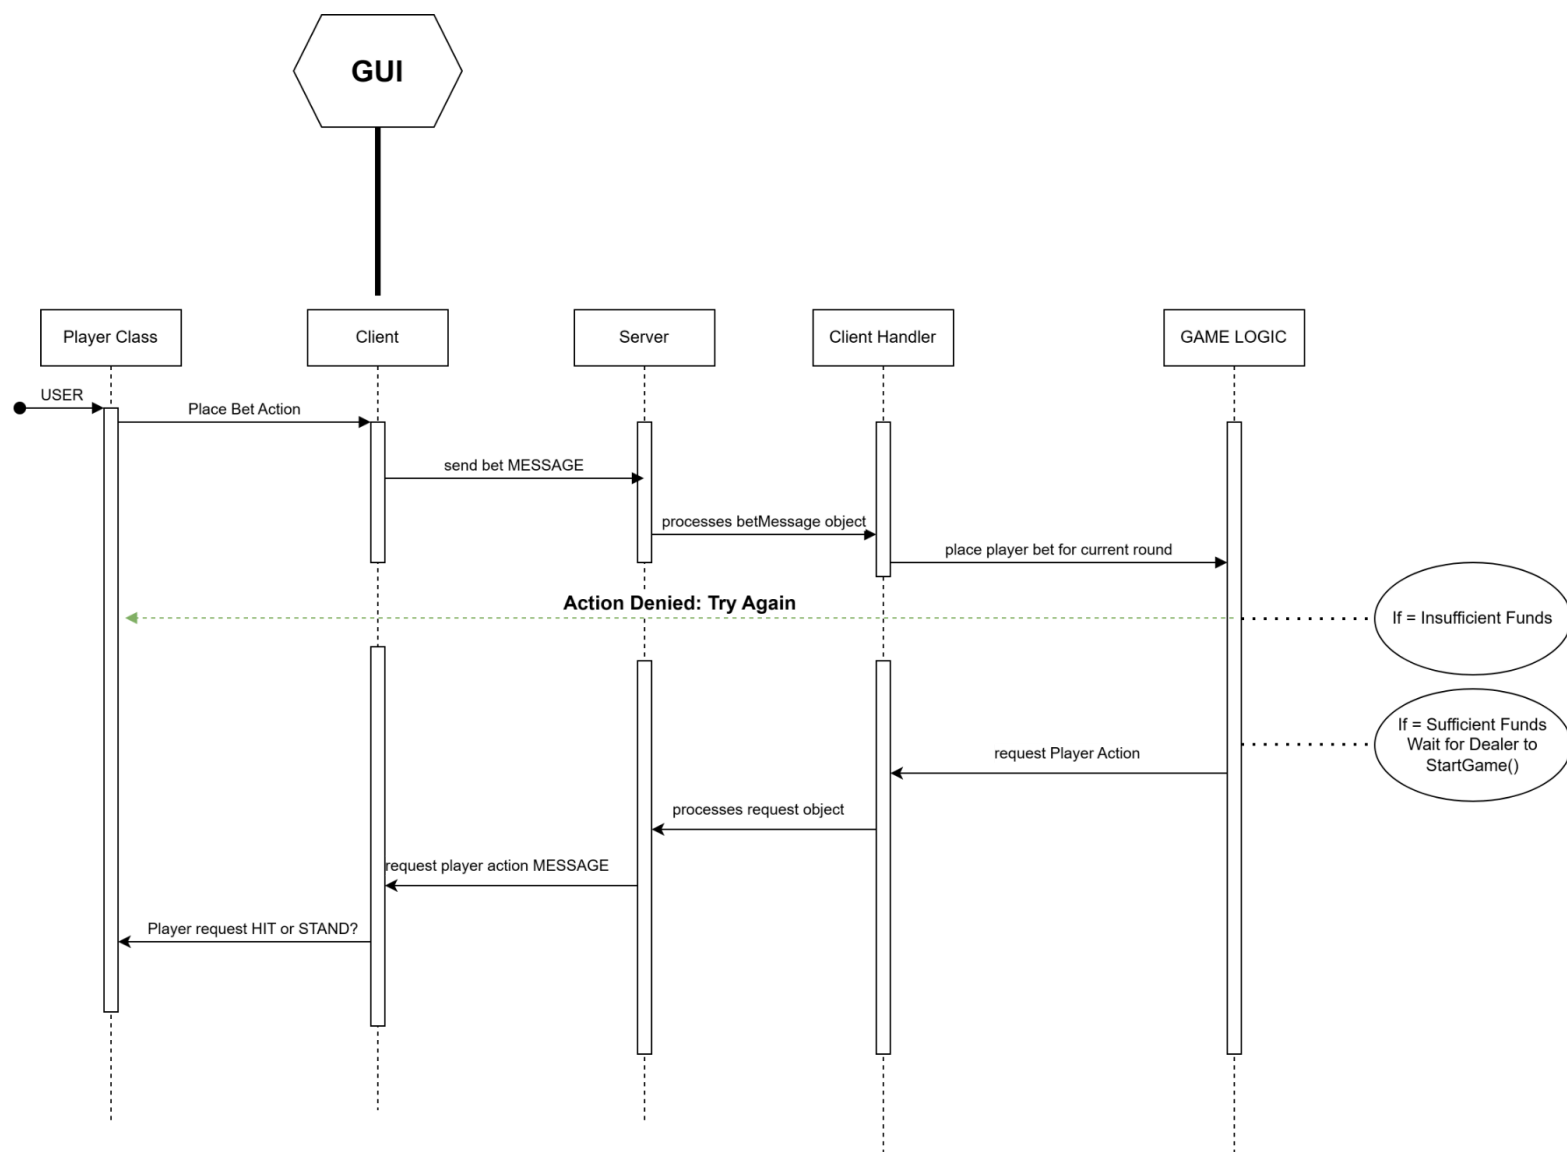 GUI
Player Class
Client
Server
Client Handler
GAME LOGIC
USER
Place Bet Action
send bet MESSAGE
processes betMessage object
place player bet for current round
Action Denied: Try Again
If = Insufficient Funds
If = Sufficient Funds
Wait for Dealer to
StartGame()
request Player Action
processes request object
request player action MESSAGE
Player request HIT or STAND?